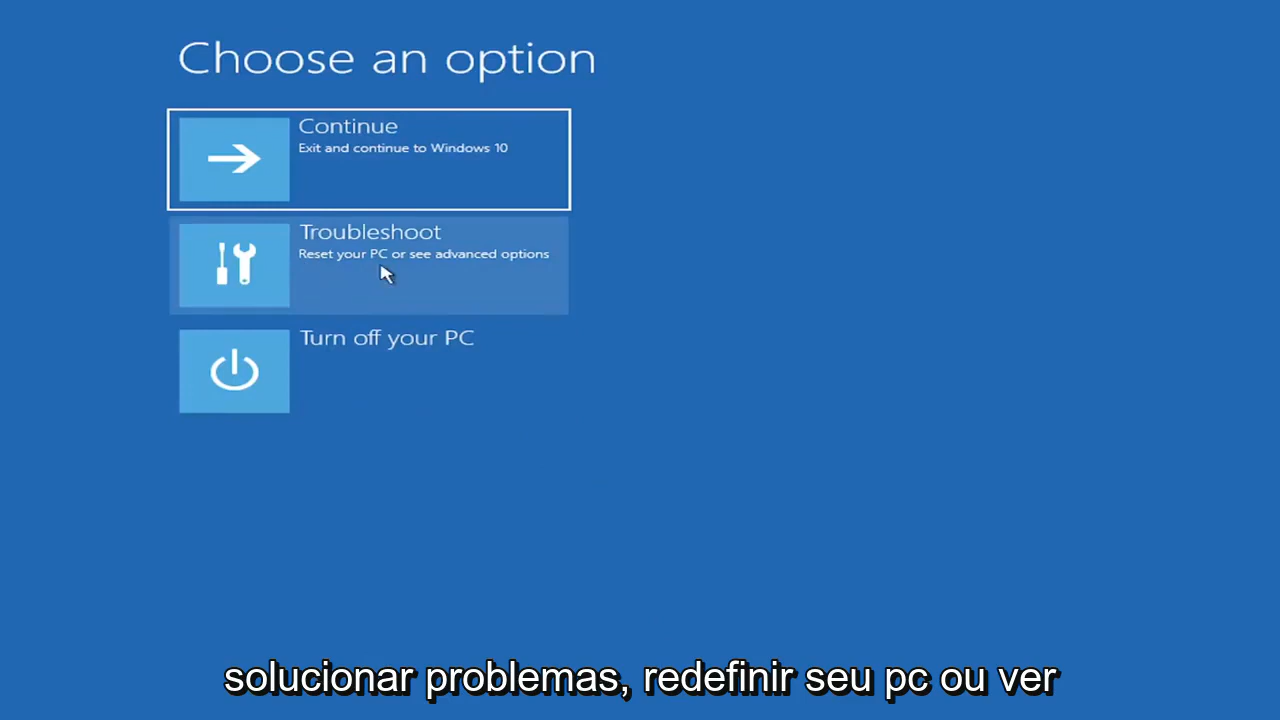 Choose an option
Continue
Exit and continue to Windows 10
Troubleshoot
Reset your PC or see advanced options
Turn off your PC
solucionar problemas, redefinir seu pc ou ver